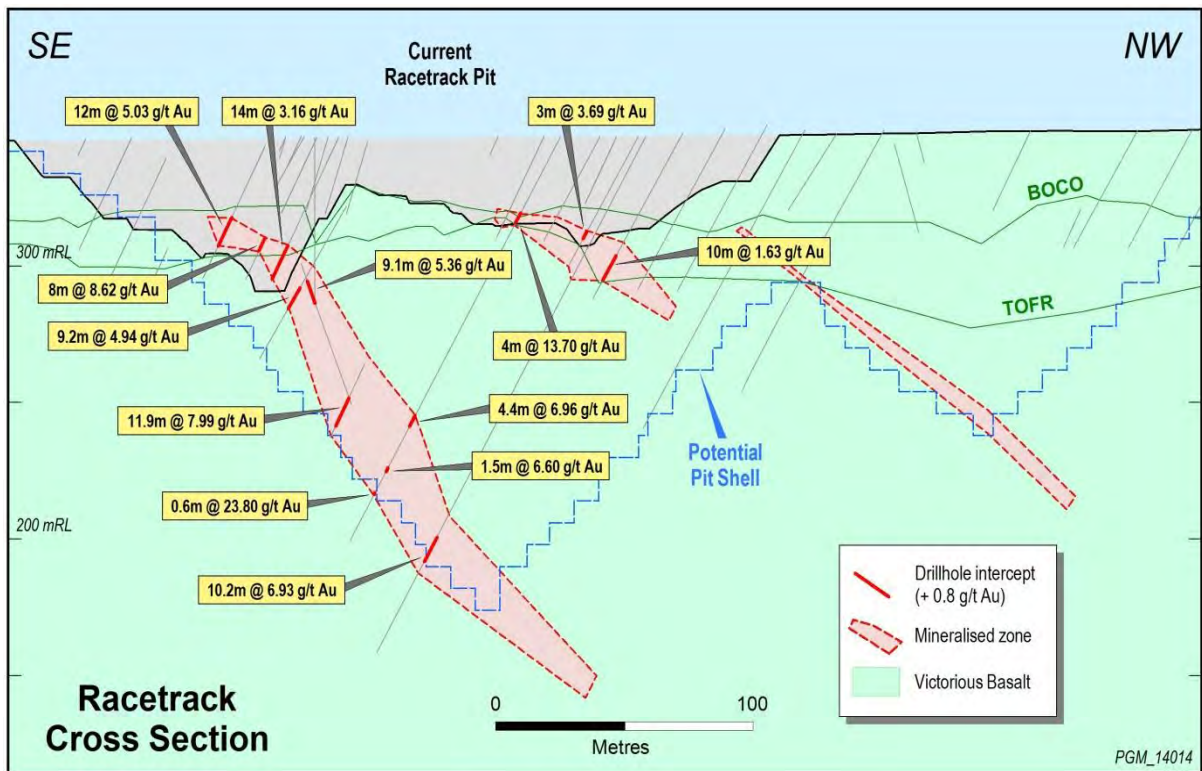 SE
Current
Racetrack Pit
NW
12m @ 5.03 g/t Au
14m @ 3.16 g/t Au
3m @ 3.69 g/t Au
BOCO
300 mRL
9.1m @ 5.36 g/t Au
10m @ 1.63 g/t Au
8m @ 8.62 g/t Au
TOFR
9.2m @ 4.94 g/t Au
4m @ 13.70 g/t Au
11.9m @ 7.99 g/t Au
4.4m @ 6.96 g/t Au
Potential
Pit Shell
1.5m @ 6.60 g/t Au
0.6m @ 23.80 g/t Au
200 mRL
10.2m @ 6.93 g/t Au
Drillhole intercept
(+ 0.8 g/t Au)
Mineralised zone
Victorious Basalt
Racetrack
Cross Section
0
100
Metres
PGM_14014